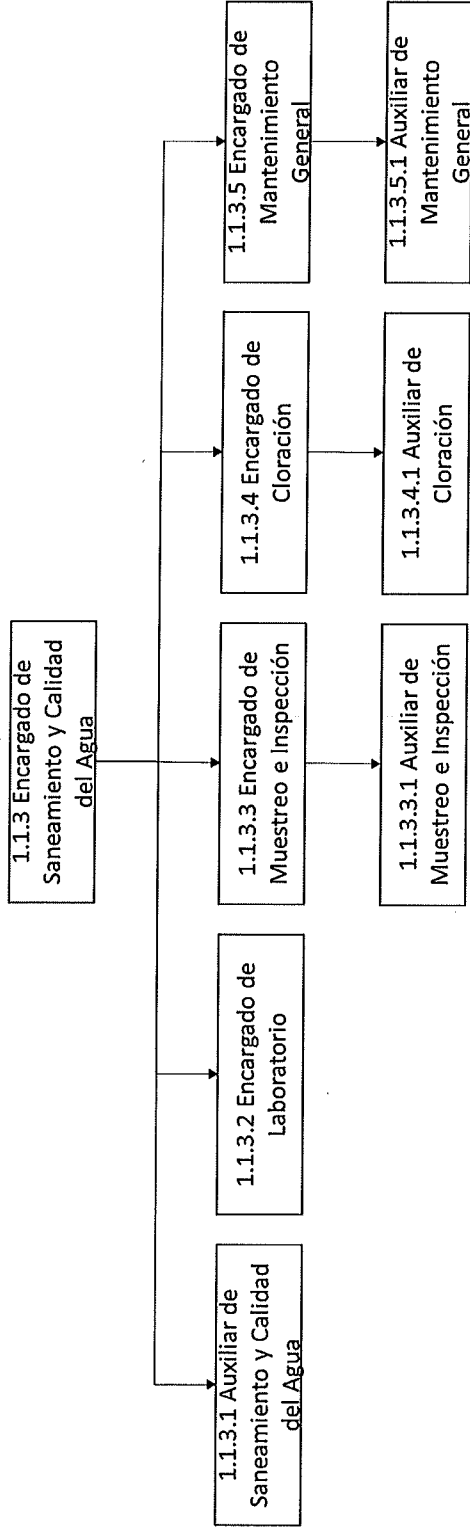 1.1.3 Encargado de
Saneamiento y Calidad
del Agua
1.1.3.1 Auxiliar de
Saneamiento y Calidad
del Agua
1.1.3.2 Encargado de
Laboratorio
1.1.3.3 Encargado de
Muestreo e Inspección
1.1.3.4 Encargado de
Cloración
1.1.3.5 Encargado de
Mantenimiento
General
1.1.3.3.1 Auxiliar de
Muestreo e Inspección
1.1.3.4.1 Auxiliar de
Cloración
1.1.3.5.1 Auxiliar de
Mantenimiento
General